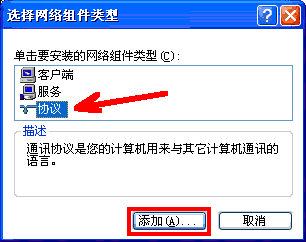 选择网络组件类型
单击要安装的网络组件类型(C):
客户端
服务
协议
描述
通讯协议是您的计算机用来与其它计算机通讯的
语言。
添加(A)...
取消